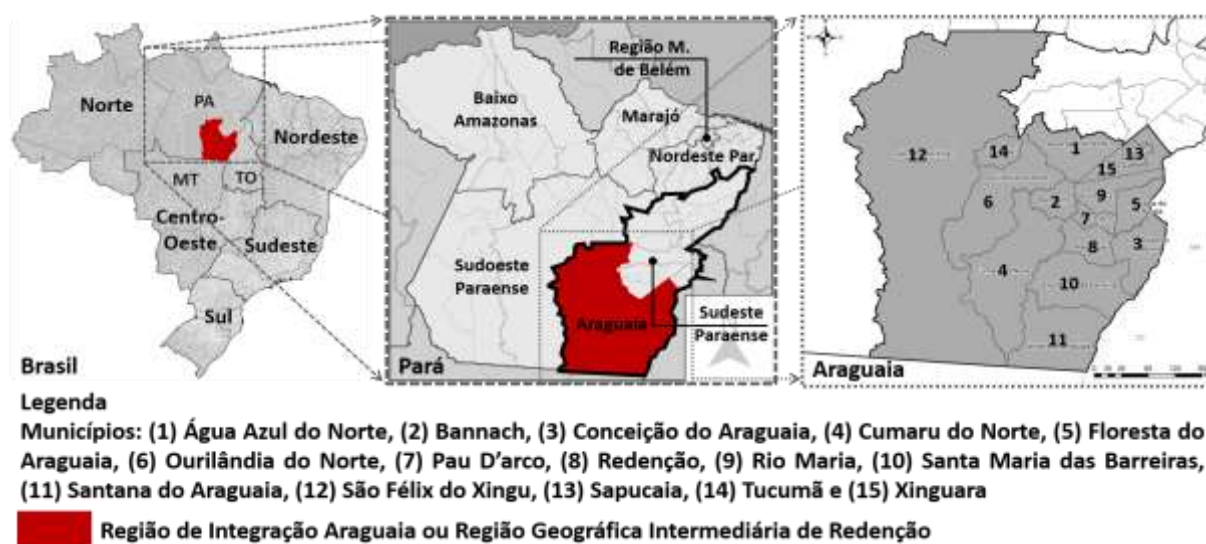 Norte
PA
Nordeste
MT
TO
Centro-
Oeste
Sudeste
Sul
Brasil
Região M.
de Belém
Baixo
Amazonas
Marajó
Nordeste Par.
Sudoeste
Paraense
Araguaia
Sudeste
Paraense
Pará
12
14
1
13
15
6
2
9
5
7
8
3
4
10
11
Araguaia
Legenda
Municípios: (1) Água Azul do Norte, (2) Bannach, (3) Conceição do Araguaia, (4) Cumaru do Norte, (5) Floresta do
Araguaia, (6) Ourilândia do Norte, (7) Pau D’arco, (8) Redenção, (9) Rio Maria, (10) Santa Maria das Barreiras,
(11) Santana do Araguaia, (12) São Félix do Xingu, (13) Sapucaia, (14) Tucumã e (15) Xinguara
Região de Integração Araguaia ou Região Geográfica Intermediária de Redenção